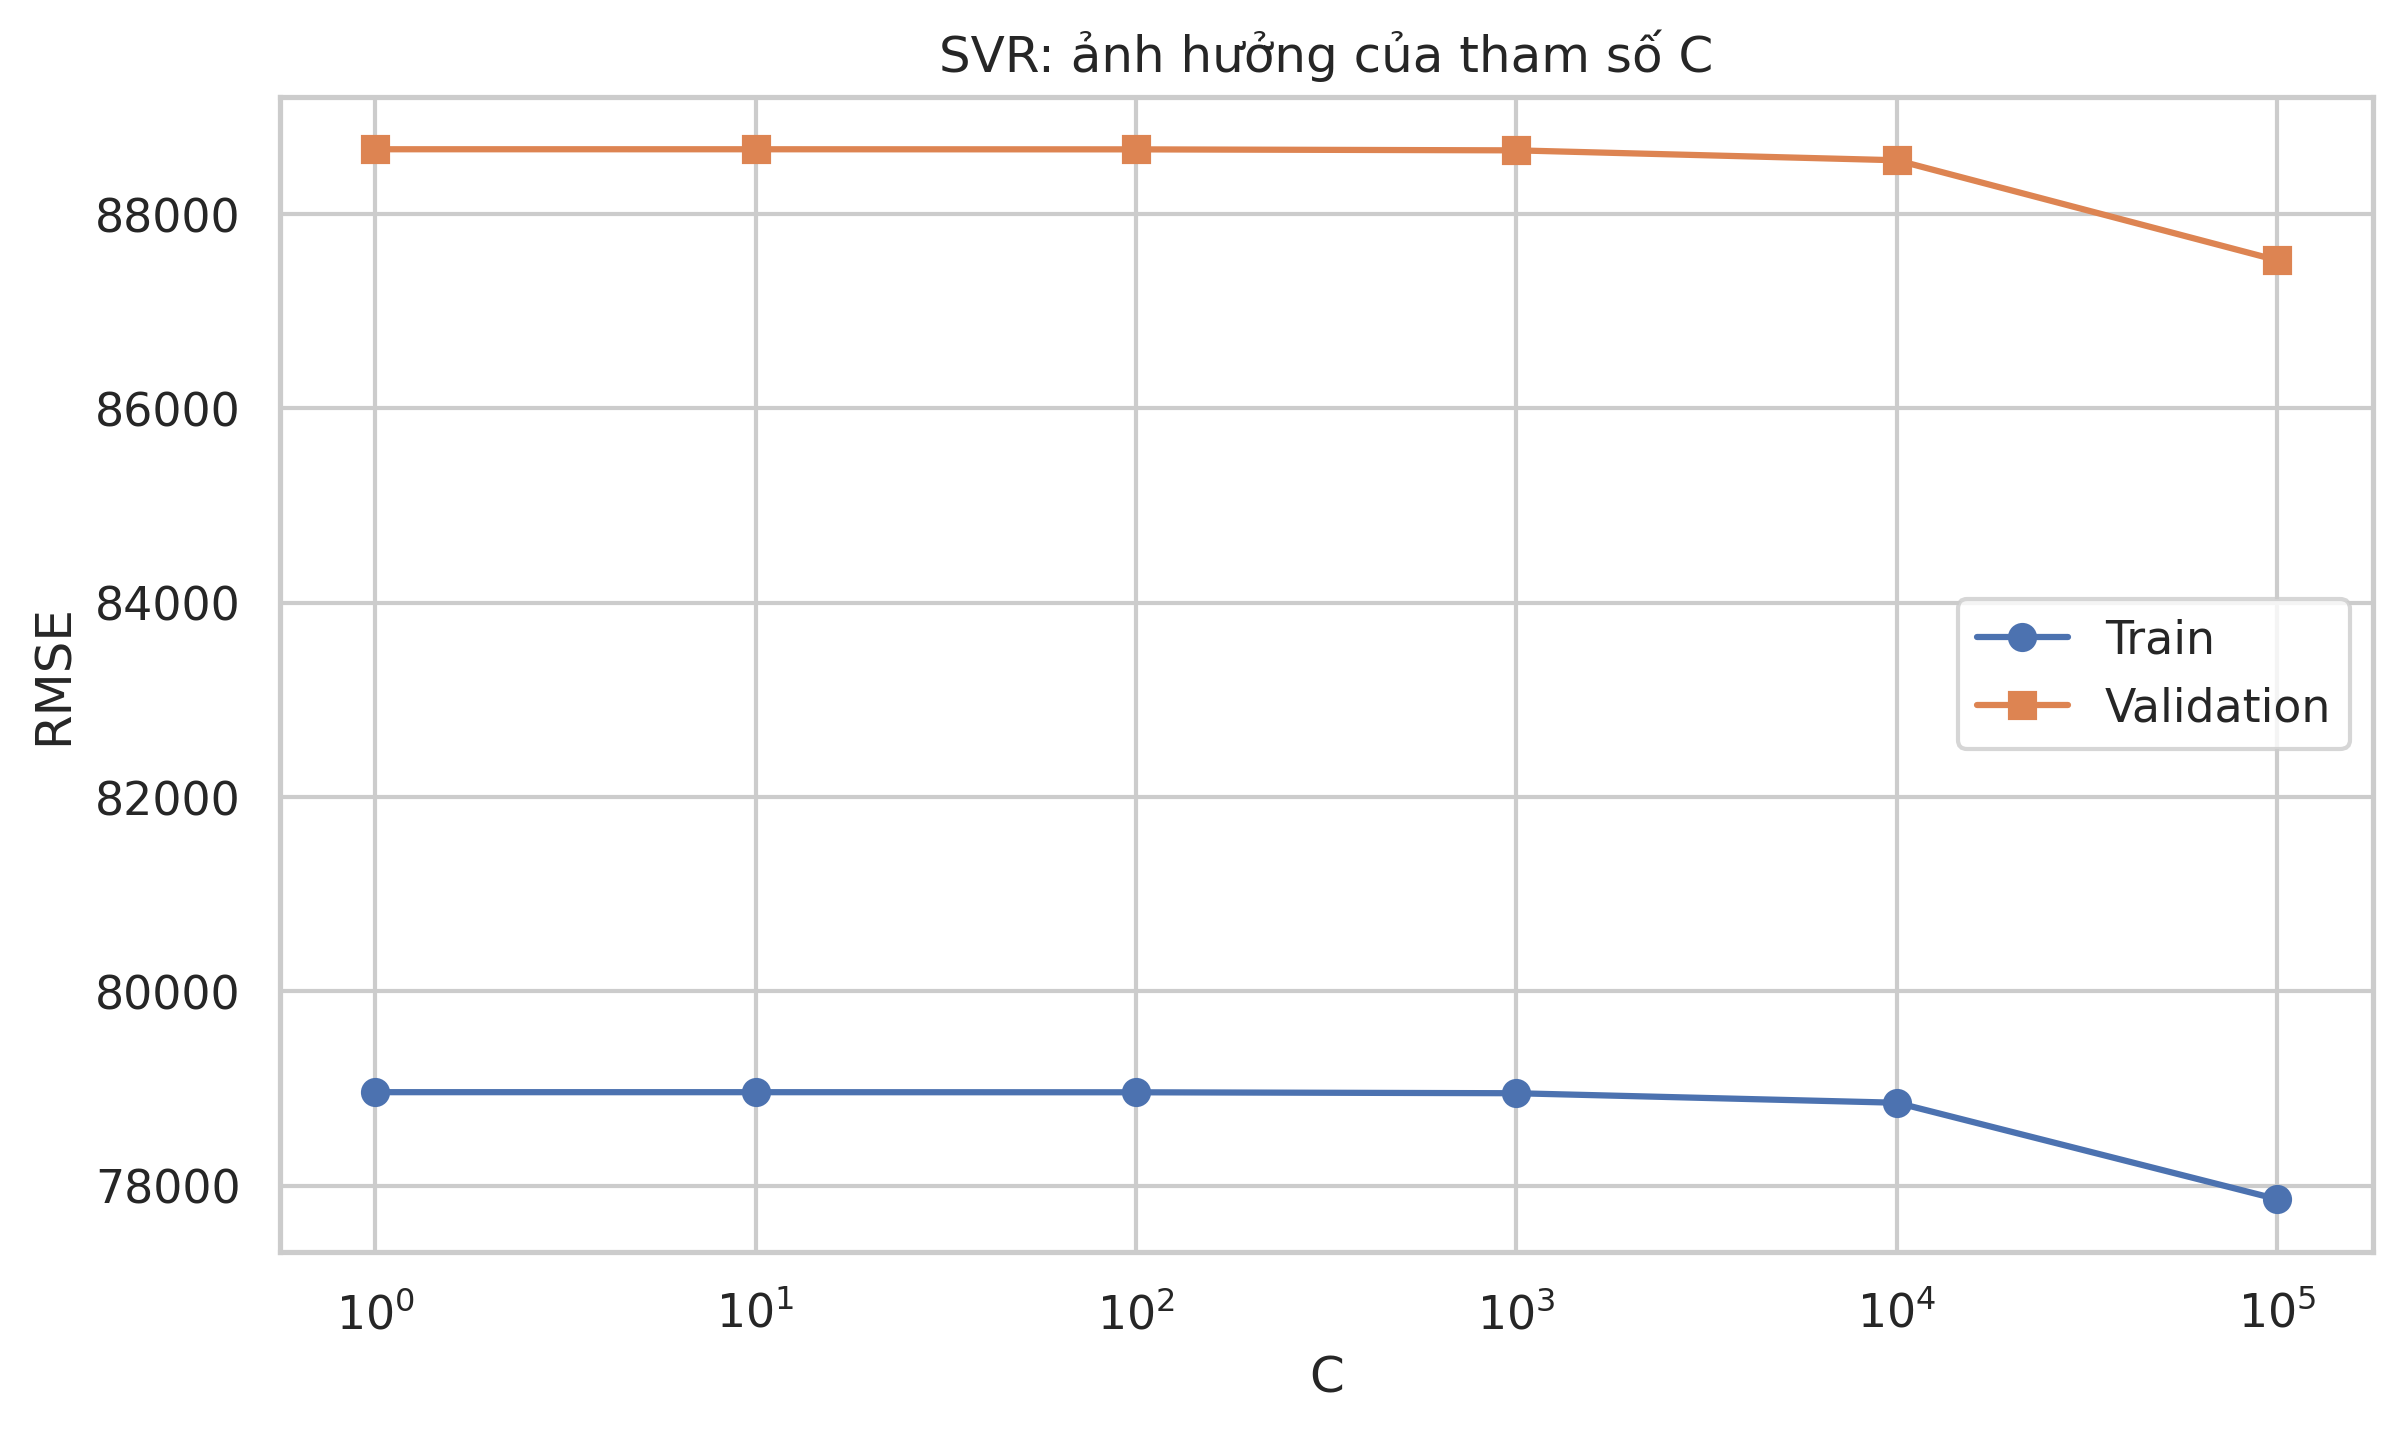 SVR: ảnh hưởng của tham số C
RMSE
88000
86000
84000
82000
80000
78000
Train
Validation
10⁰ 10¹ 10² 10³ 10⁴ 10⁵
C